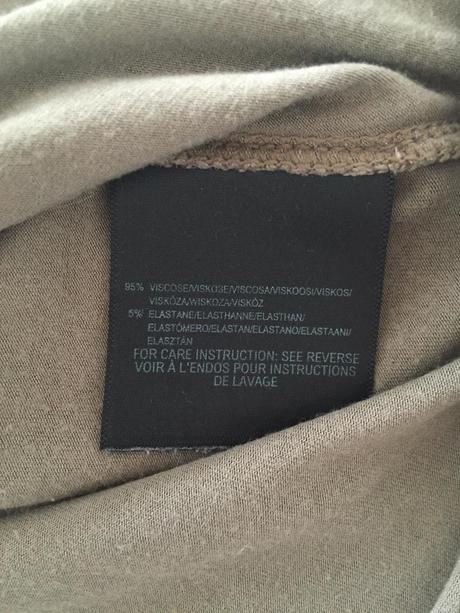 95% VISCOSE/VISKOSE/VISCOSA/VISKOOSI/VISKOS/
VISKÓZA/WISKOZA/VISKÓZ
5% ELASTANE/ELASTHANNE/ELASTHAN/
ELASTÓMERO/ELASTAN/ELASTANO/ELASTAANI/
ELASZTÁN
FOR CARE INSTRUCTION: SEE REVERSE
VOIR À L'ENDOS POUR INSTRUCTIONS
DE LAVAGE